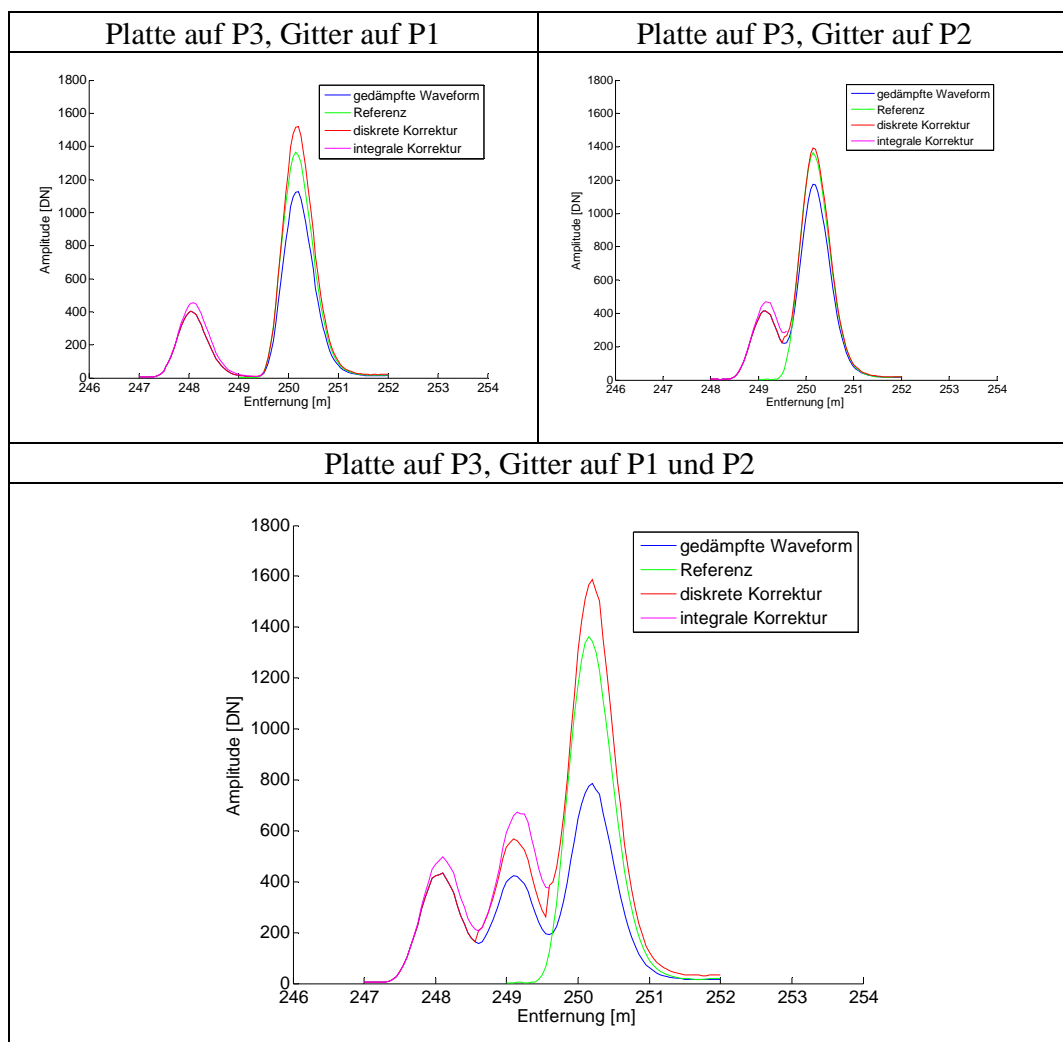 Platte auf P3, Gitter auf P1
Platte auf P3, Gitter auf P2
1800
1600
1400
1200
1000
800
600
400
200
0
Amplitude [DN]
gedämpfte Waveform
Referenz
diskrete Korrektur
integrale Korrektur
246 247 248 249 250 251 252 253 254
Entfernung [m]
1800
1600
1400
1200
1000
800
600
400
200
0
Amplitude [DN]
gedämpfte Waveform
Referenz
diskrete Korrektur
integrale Korrektur
246 247 248 249 250 251 252 253 254
Entfernung [m]
Platte auf P3, Gitter auf P1 und P2
1800
1600
1400
1200
1000
800
600
400
200
0
Amplitude [DN]
gedämpfte Waveform
Referenz
diskrete Korrektur
integrale Korrektur
246 247 248 249 250 251 252 253 254
Entfernung [m]